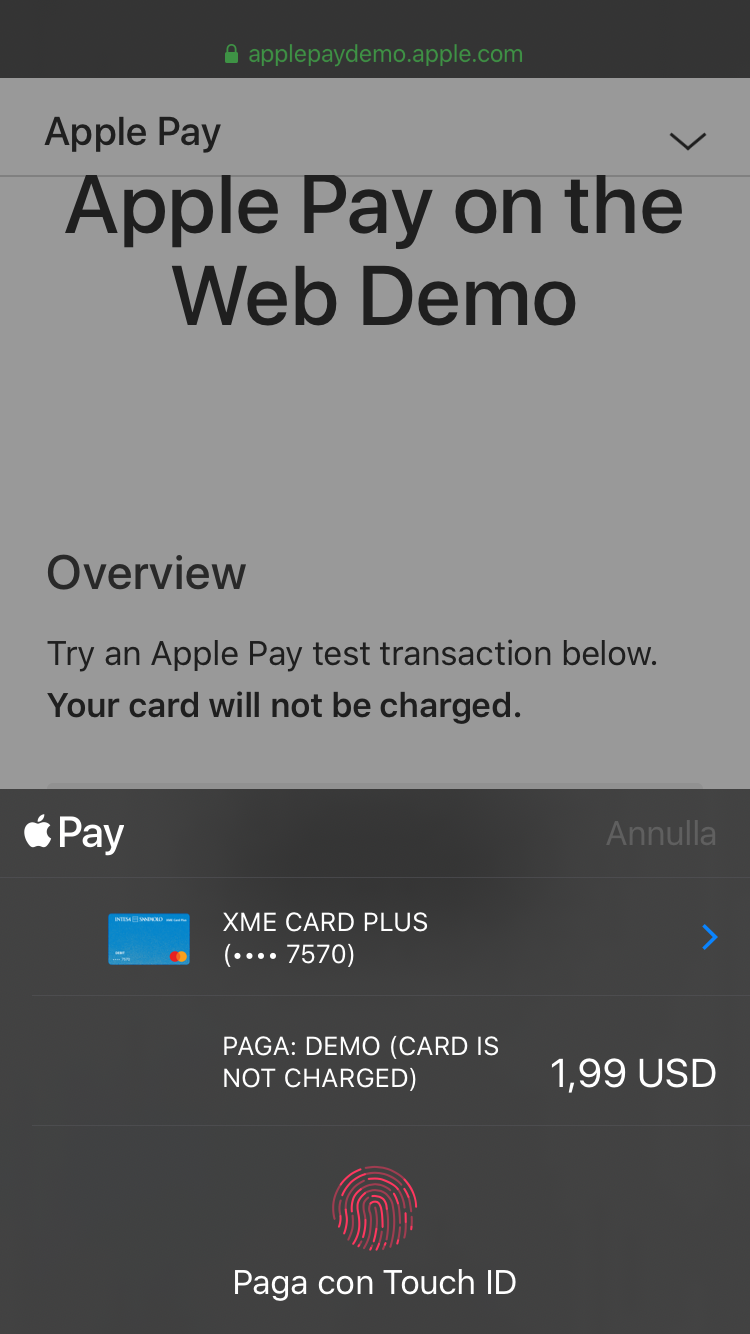 applepaydemo.apple.com
Apple Pay
Apple Pay on the
Web Demo
Overview
Try an Apple Pay test transaction below.
Your card will not be charged.
Pay
Annulla
XME CARD PLUS
(•••• 7570)
PAGA: DEMO (CARD IS
NOT CHARGED)
1,99 USD
Paga con Touch ID